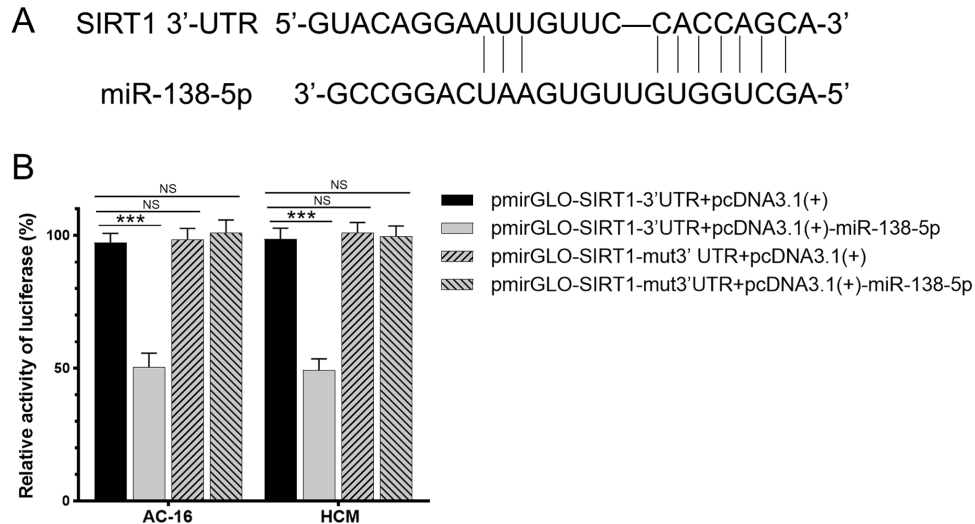 A
SIRT1 3’-UTR 5’-GUACAGGAAUUGUUC—CACCAGCA-3’
miR-138-5p 3’-GCCGGACUAAGUGUUGUGGUCGA-5’
B
NS NS
NS NS
*** ***
Relative activity of luciferase (%)
100
50
0
AC-16 HCM
pmirGLO-SIRT1-3’UTR+pcDNA3.1(+)
pmirGLO-SIRT1-3’UTR+pcDNA3.1(+)-miR-138-5p
pmirGLO-SIRT1-mut3’ UTR+pcDNA3.1(+)
pmirGLO-SIRT1-mut3’UTR+pcDNA3.1(+)-miR-138-5p